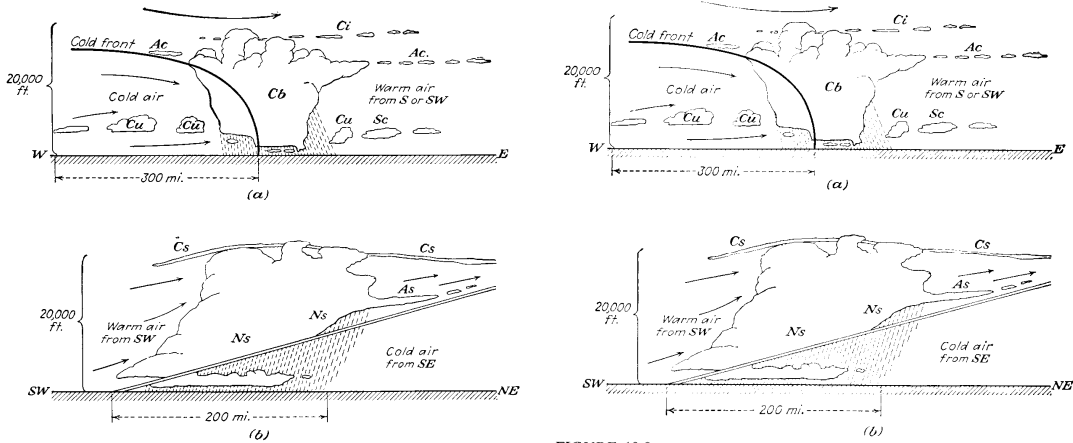 Ci
Cold front
Ac
Ac.
20,000
ft.
Cold air
Cb
Warm air
from S or SW
Cu
Cu
Cu
Sc
W
E
300 mi.
(a)
Ci
Cold front
Ac
Ac
20,000
ft.
Cold air
Cb
Warm air
from S or SW
Cu
Cu
Cu
Sc
W
E
300 mi.
(a)
Cs
Cs
As
20,000
ft.
Warm air
from SW
Ns
Ns
Cold air
from SE
SW
NE
200 mi.
(b)
Cs
Cs
As
20,000
ft.
Warm air
from SW
Ns
Ns
Cold air
from SE
SW
NE
200 mi.
(b)